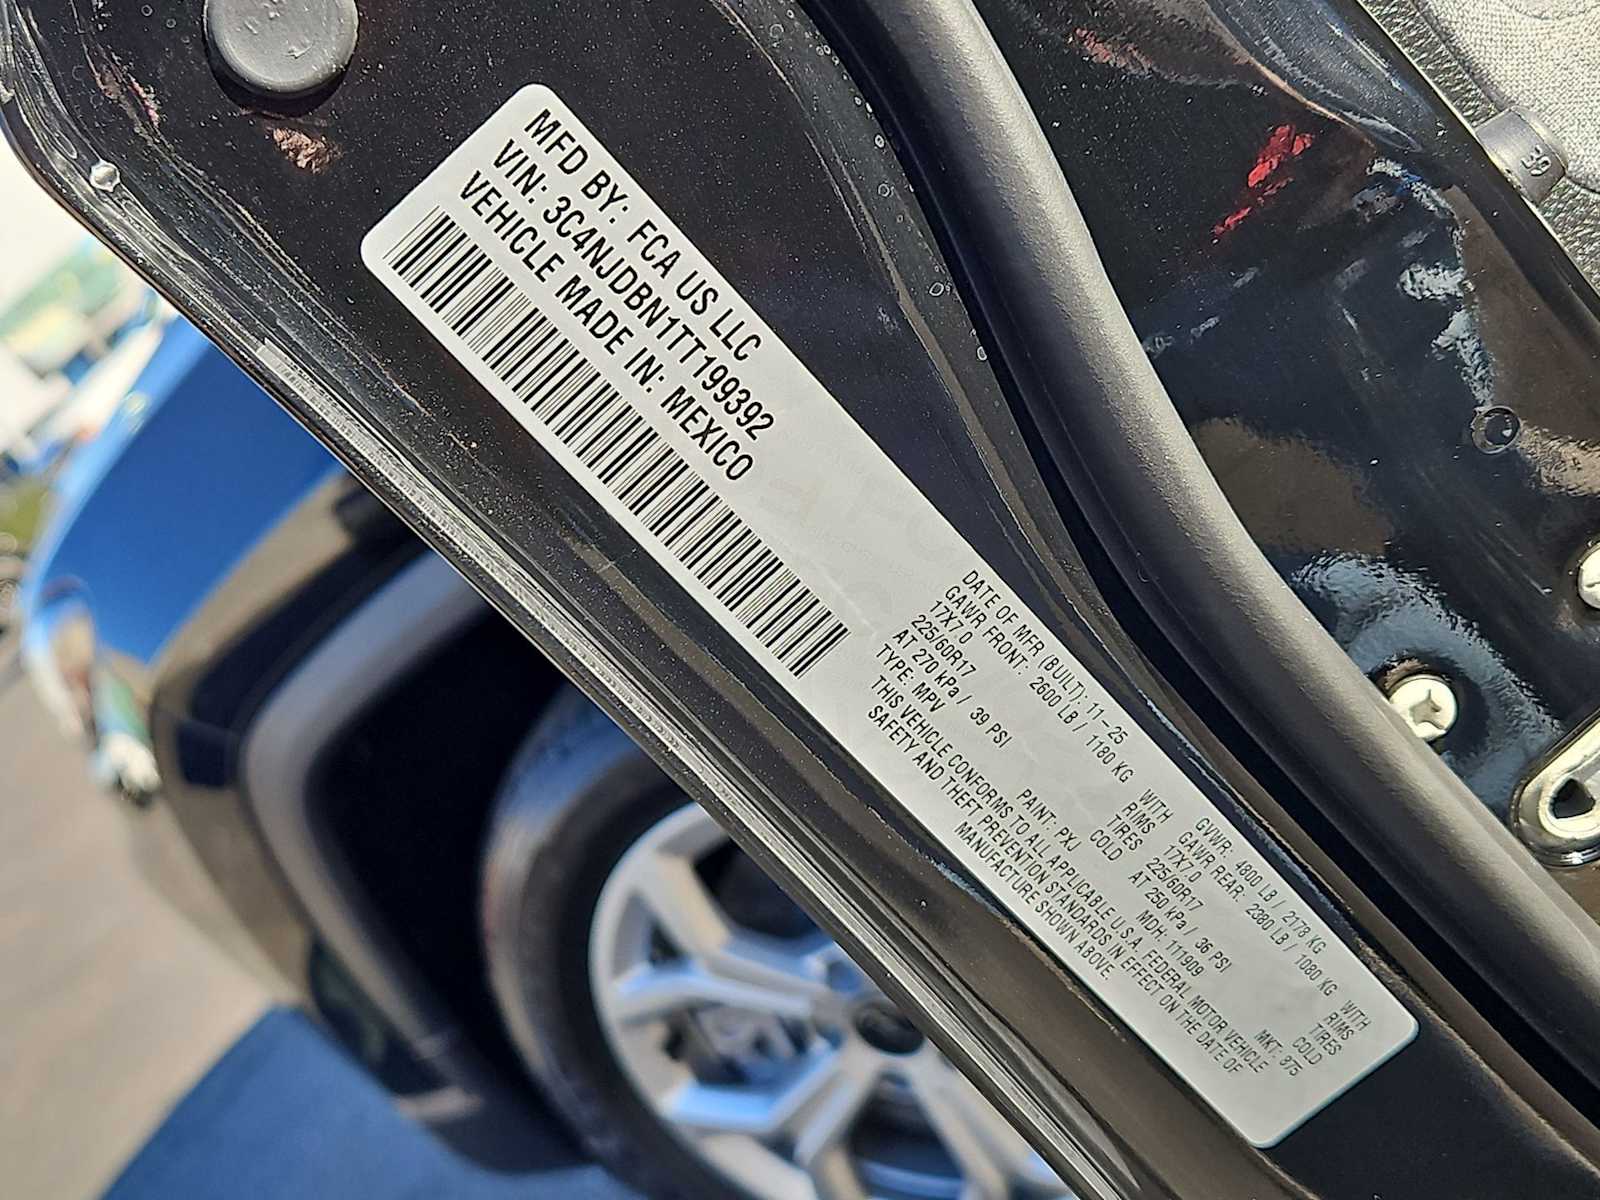 MFD BY: FCA US LLC
VIN: 3C4NJDBN1TT199392
VEHICLE MADE IN: MEXICO
DATE OF MFR (BUILT): 11-25 GVWR: 4800 LB / 2178 KG
GAWR FRONT: 2600 LB / 1180 KG WITH GAWR REAR: 2380 LB / 1080 KG WITH
17X7.0 RIMS 17X7.0 RIMS
225/60R17 TIRES 225/60R17 TIRES
AT 270 kPa / 39 PSI COLD AT 250 kPa / 36 PSI COLD
TYPE: MPV PAINT: PXJ MDH: 111909 MKT: 875
THIS VEHICLE CONFORMS TO ALL APPLICABLE U.S.A. FEDERAL MOTOR VEHICLE
SAFETY AND THEFT PREVENTION STANDARDS IN EFFECT ON THE DATE OF
MANUFACTURE SHOWN ABOVE.
39